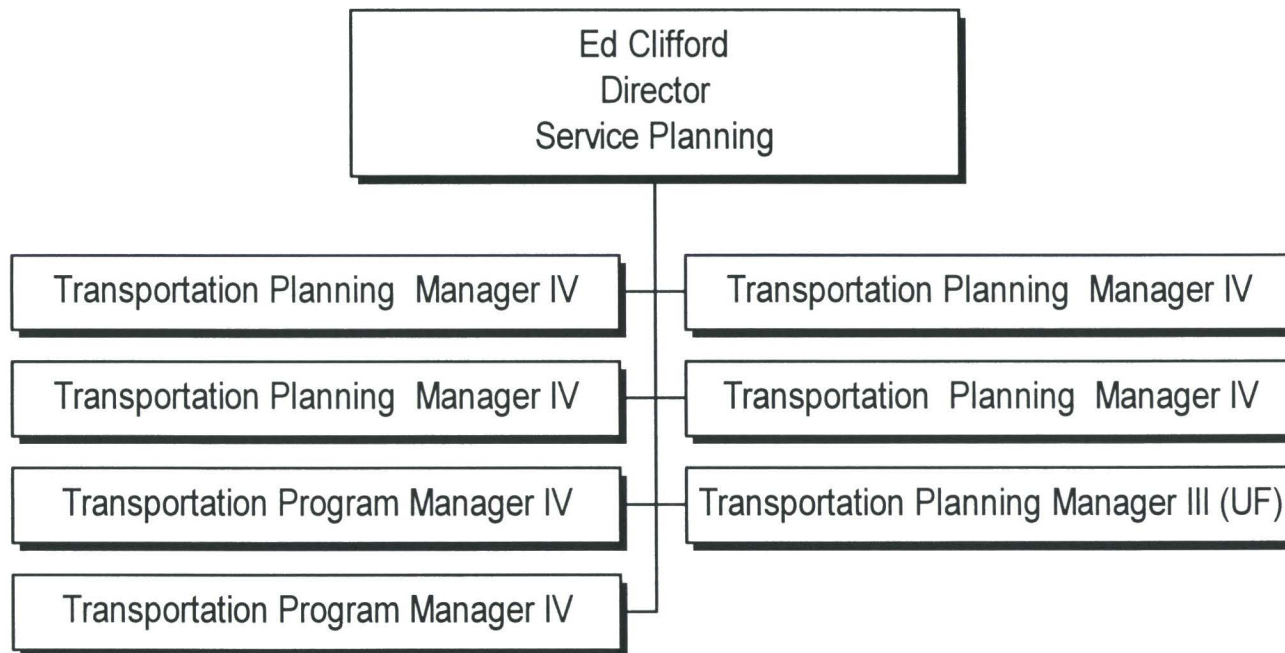 Ed Clifford
Director
Service Planning
Transportation Planning Manager IV
Transportation Planning Manager IV
Transportation Planning Manager IV
Transportation Planning Manager IV
Transportation Program Manager IV
Transportation Planning Manager III (UF)
Transportation Program Manager IV